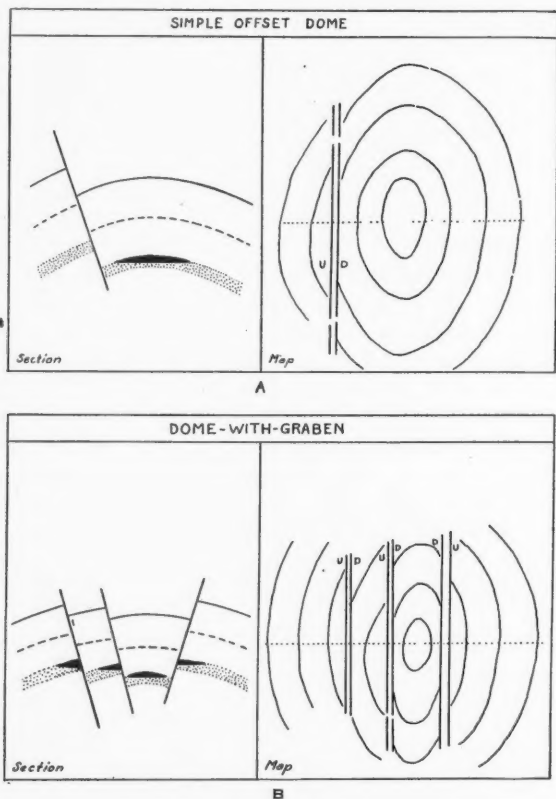 SIMPLE OFFSET DOME
U D
Section
Map
A
DOME-WITH-GRABEN
U D U D D U
Section
Map
B